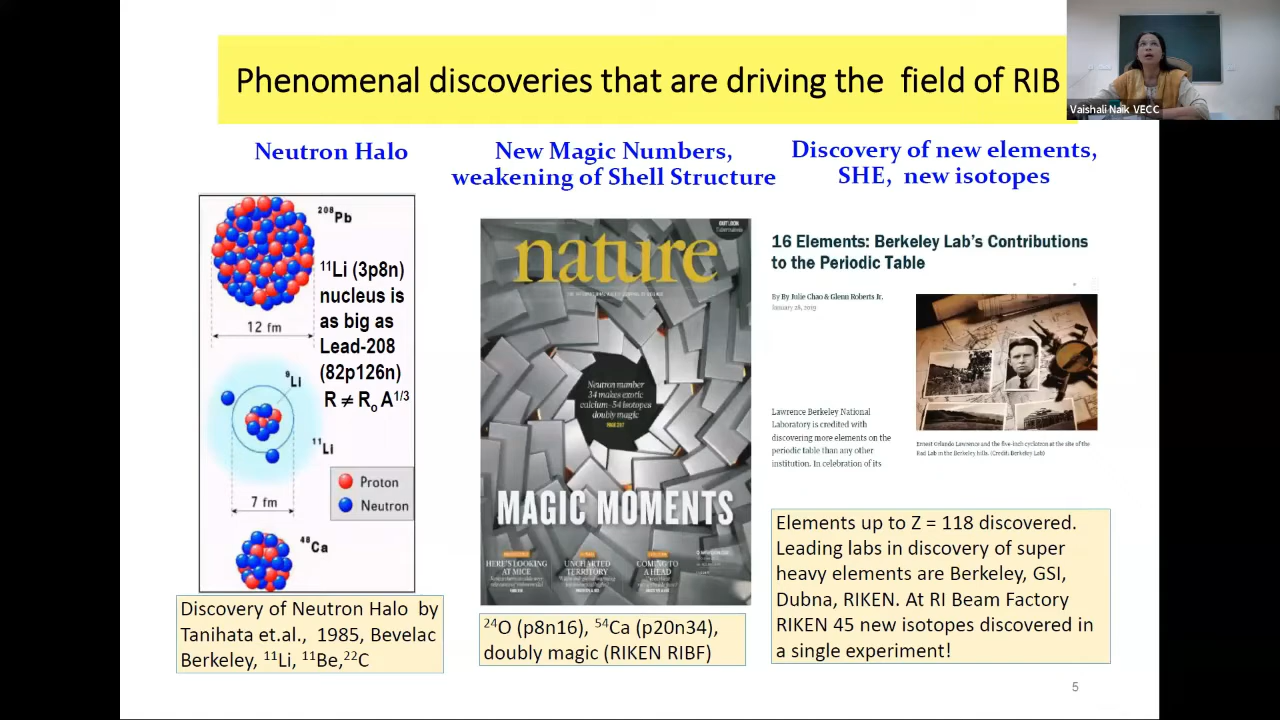 Phenomenal discoveries that are driving the field of RIB
Vaishali Naik VECC
Neutron Halo
²⁰⁸Pb
¹¹Li (3p8n)
nucleus is
as big as
Lead-208
(82p126n)
R ≠ Rₒ A¹/³
12 fm
⁹Li
¹¹Li
7 fm
Proton
Neutron
⁴⁸Ca
Discovery of Neutron Halo by
Tanihata et.al., 1985, Bevelac
Berkeley, ¹¹Li, ¹¹Be,²²C
New Magic Numbers,
weakening of Shell Structure
OUTLOOK
nature
Neutron number
34 makes exotic
calcium-54 isotopes
doubly magic
MAGIC MOMENTS
HERE'S LOOKING
AT MICE
UNCHARTED
TERRITORY
COMING TO
A HEAD
²⁴O (p8n16), ⁵⁴Ca (p20n34),
doubly magic (RIKEN RIBF)
Discovery of new elements,
SHE, new isotopes
16 Elements: Berkeley Lab's Contributions
to the Periodic Table
By By Julie Chao & Glenn Roberts Jr.
January 28, 2019
Lawrence Berkeley National
Laboratory is credited with
discovering more elements on the
periodic table than any other
institution. In celebration of its
Ernest Orlando Lawrence and the five-inch cyclotron at the site of the
Rad Lab in the Berkeley hills. (Credit: Berkeley Lab)
Elements up to Z = 118 discovered.
Leading labs in discovery of super
heavy elements are Berkeley, GSI,
Dubna, RIKEN. At RI Beam Factory
RIKEN 45 new isotopes discovered in
a single experiment!
5